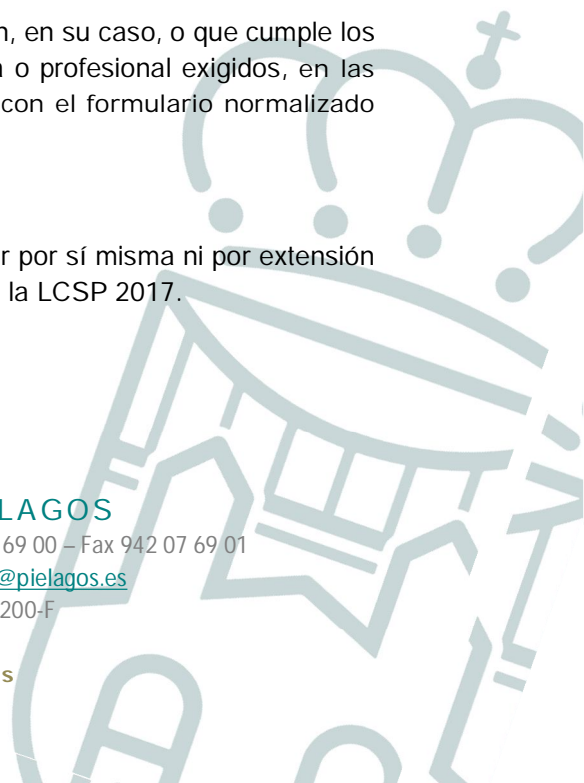 n, en su caso, o que cumple los
o profesional exigidos, en las
con el formulario normalizado
r por sí misma ni por extensión
la LCSP 2017.
LAGOS
69 00 – Fax 942 07 69 01
@pielagos.es
200-F
s